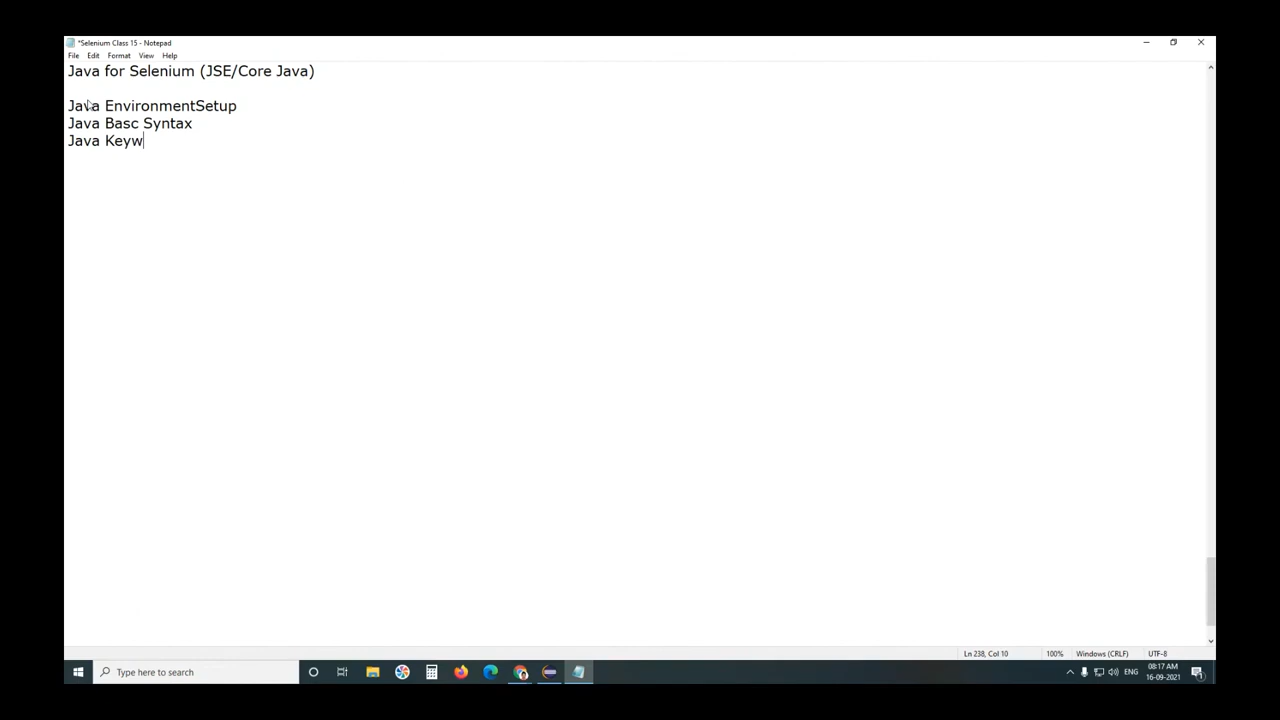 *Selenium Class 15 - Notepad
File Edit Format View Help
Java for Selenium (JSE/Core Java)
Java EnvironmentSetup
Java Basc Syntax
Java Keyw
Ln 238, Col 10 100% Windows (CRLF) UTF-8
Type here to search
ENG
08:17 AM
16-09-2021